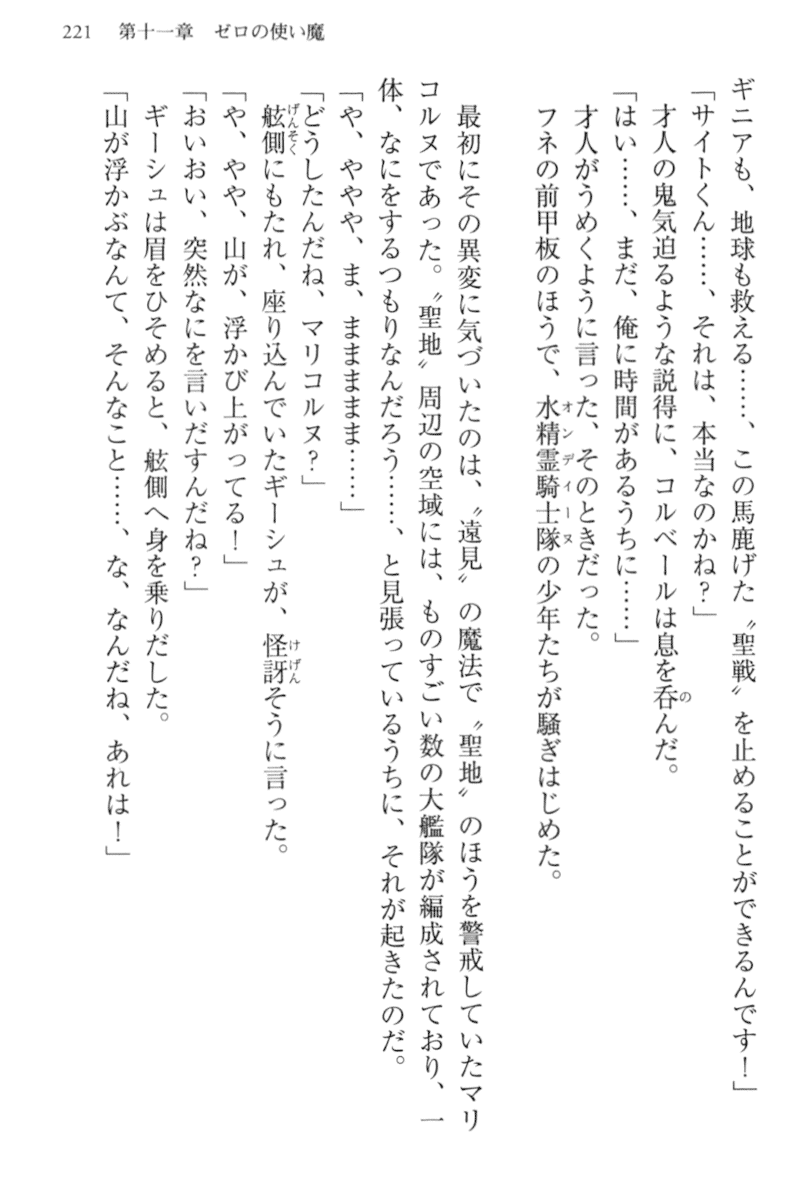 221　第十一章　ゼロの使い魔
ギニアも、地球も救える……、この馬鹿げた〝聖戦〟を止めることができるんです！」
「サイトくん……、それは、本当なのかね？」
才人の鬼気迫るような説得に、コルベールは息を呑んだ。
「はい……、まだ、俺に時間があるうちに……」
才人がうめくように言った、そのときだった。
フネの前甲板のほうで、水精霊騎士隊の少年たちが騒ぎはじめた。
最初にその異変に気づいたのは、〝遠見〟の魔法で〝聖地〟のほうを警戒していたマリ
コルヌであった。〝聖地〟周辺の空域には、ものすごい数の大艦隊が編成されており、一
体、なにをするつもりなんだろう……、と見張っているうちに、それが起きたのだ。
「や、ややや、ま、まままままま……」
「どうしたんだね、マリコルヌ？」
舷側にもたれ、座り込んでいたギーシュが、怪訝そうに言った。
「や、やや、山が、浮かび上がってる！」
「おいおい、突然なにを言いだすんだね？」
ギーシュは眉をひそめると、舷側へ身を乗りだした。
「山が浮かぶなんて、そんなこと……、な、なんだね、あれは！」